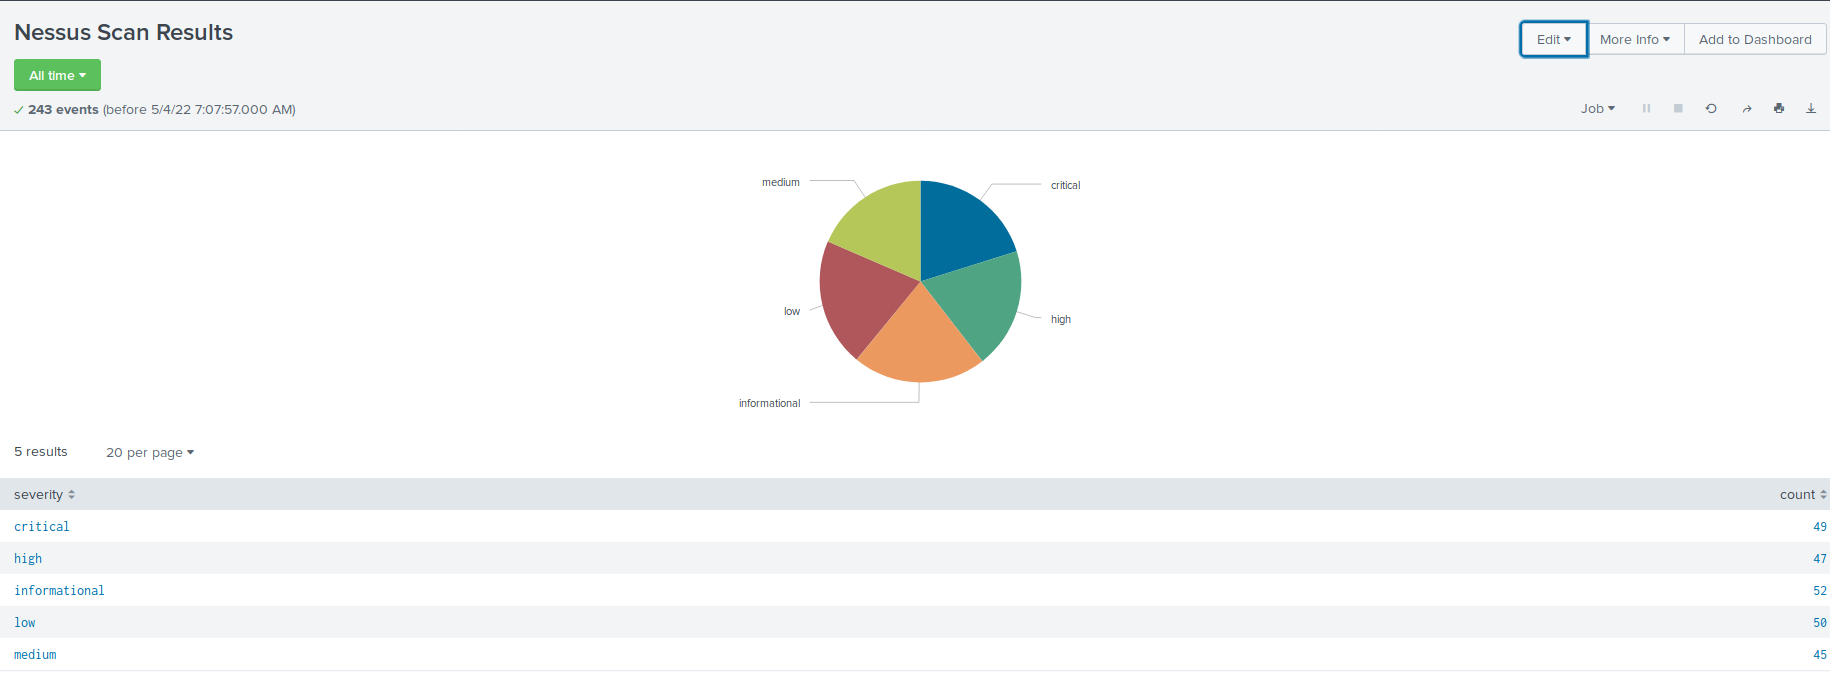 Nessus Scan Results
Edit More Info Add to Dashboard
All time
243 events (before 5/4/22 7:07:57.000 AM)
Job
medium
critical
low
high
informational
5 results 20 per page
severity count
critical 49
high 47
informational 52
low 50
medium 45